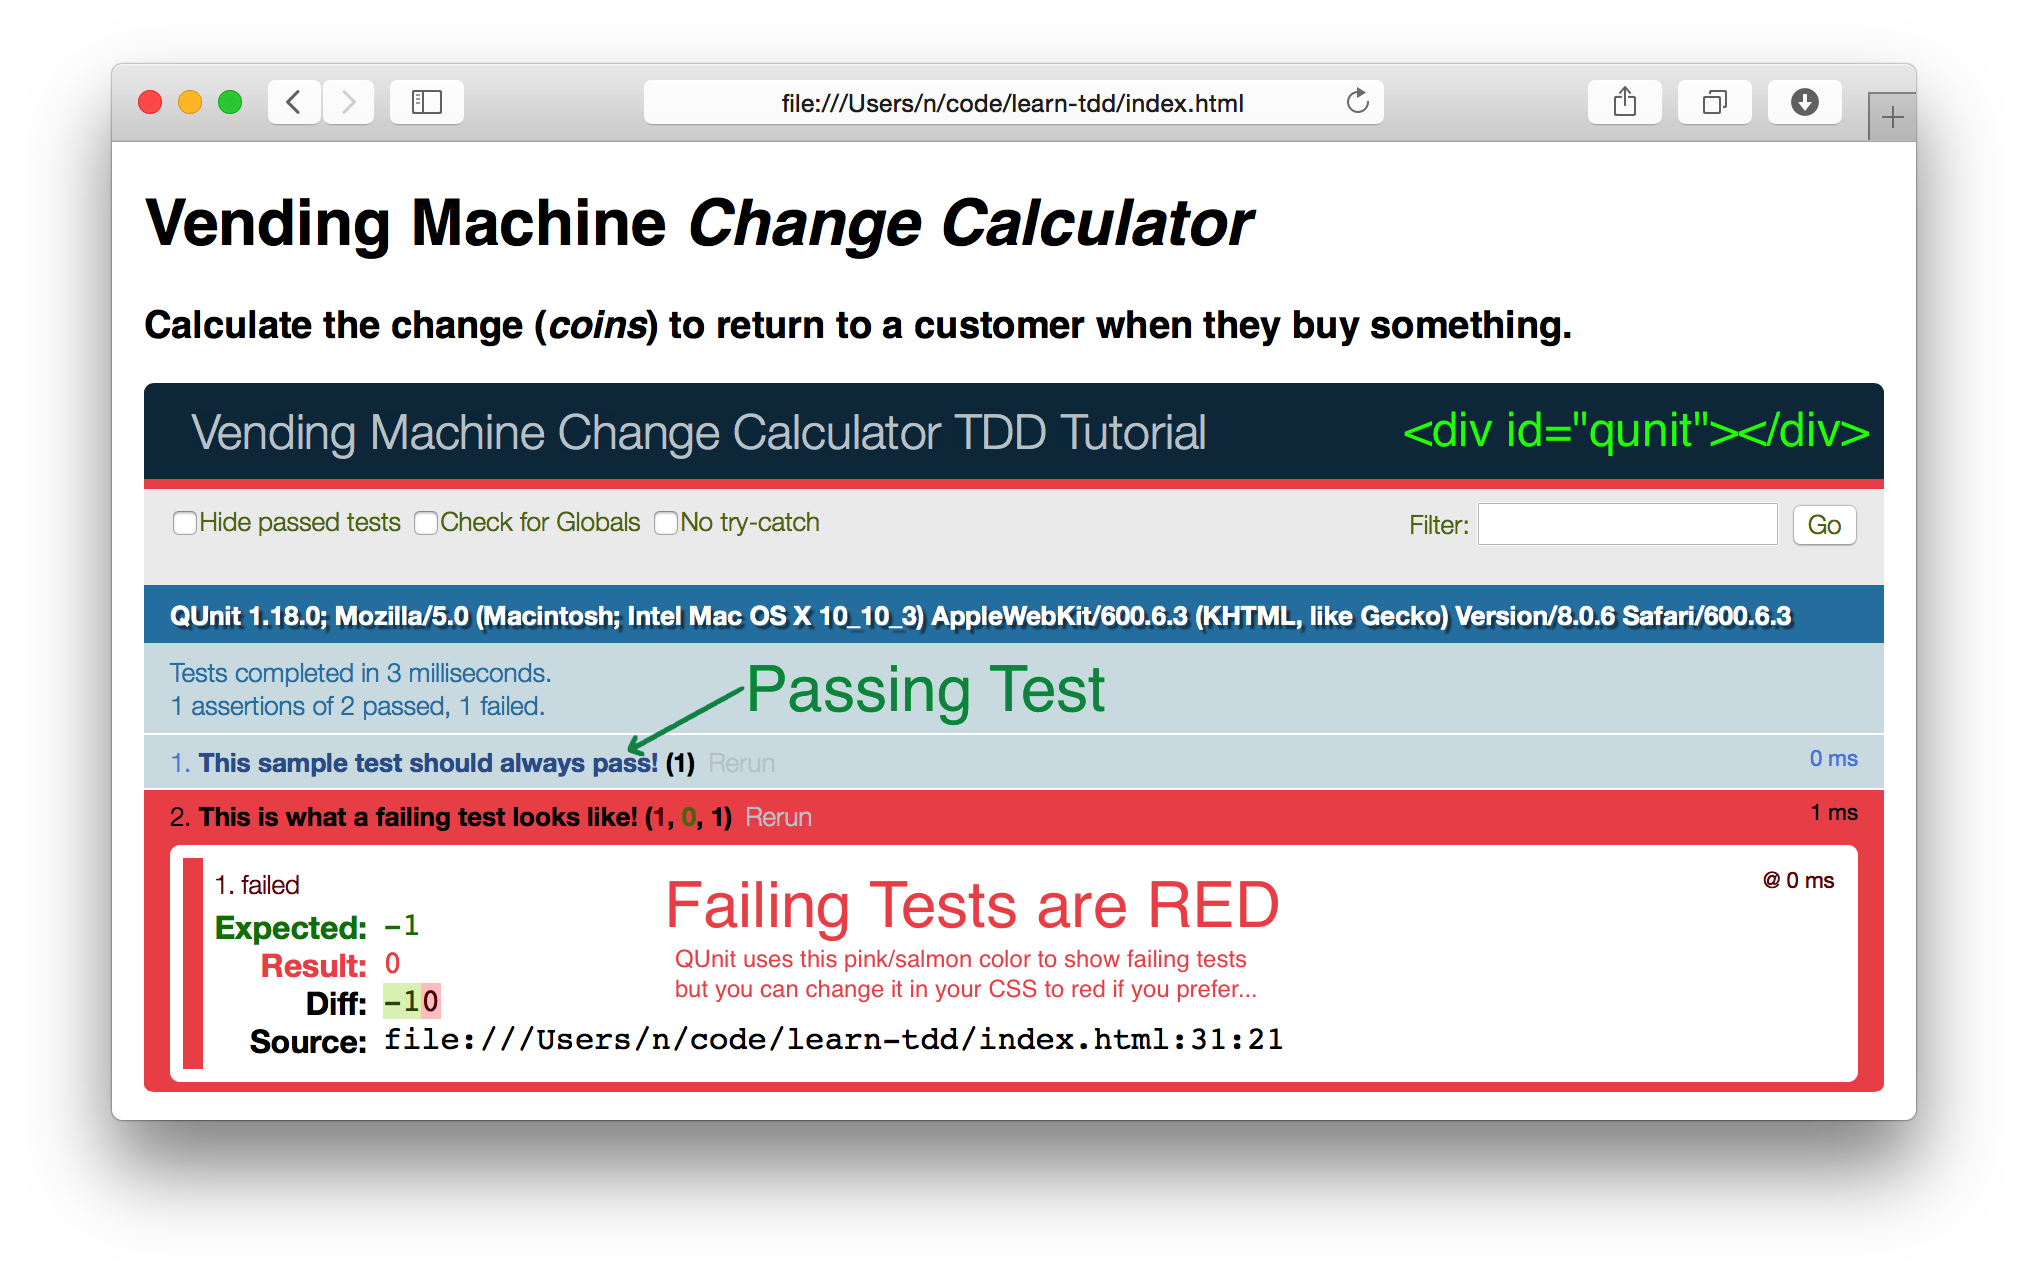 file:///Users/n/code/learn-tdd/index.html
Vending Machine Change Calculator
Calculate the change (coins) to return to a customer when they buy something.
Vending Machine Change Calculator TDD Tutorial <div id="qunit"></div>
Hide passed tests Check for Globals No try-catch Filter: Go
QUnit 1.18.0; Mozilla/5.0 (Macintosh; Intel Mac OS X 10_10_3) AppleWebKit/600.6.3 (KHTML, like Gecko) Version/8.0.6 Safari/600.6.3
Tests completed in 3 milliseconds.
1 assertions of 2 passed, 1 failed.
Passing Test
1. This sample test should always pass! (1) Rerun 0 ms
2. This is what a failing test looks like! (1, 0, 1) Rerun 1 ms
1. failed @ 0 ms
Failing Tests are RED
Expected: -1
QUnit uses this pink/salmon color to show failing tests
Result: 0
but you can change it in your CSS to red if you prefer...
Diff: -10
Source: file:///Users/n/code/learn-tdd/index.html:31:21